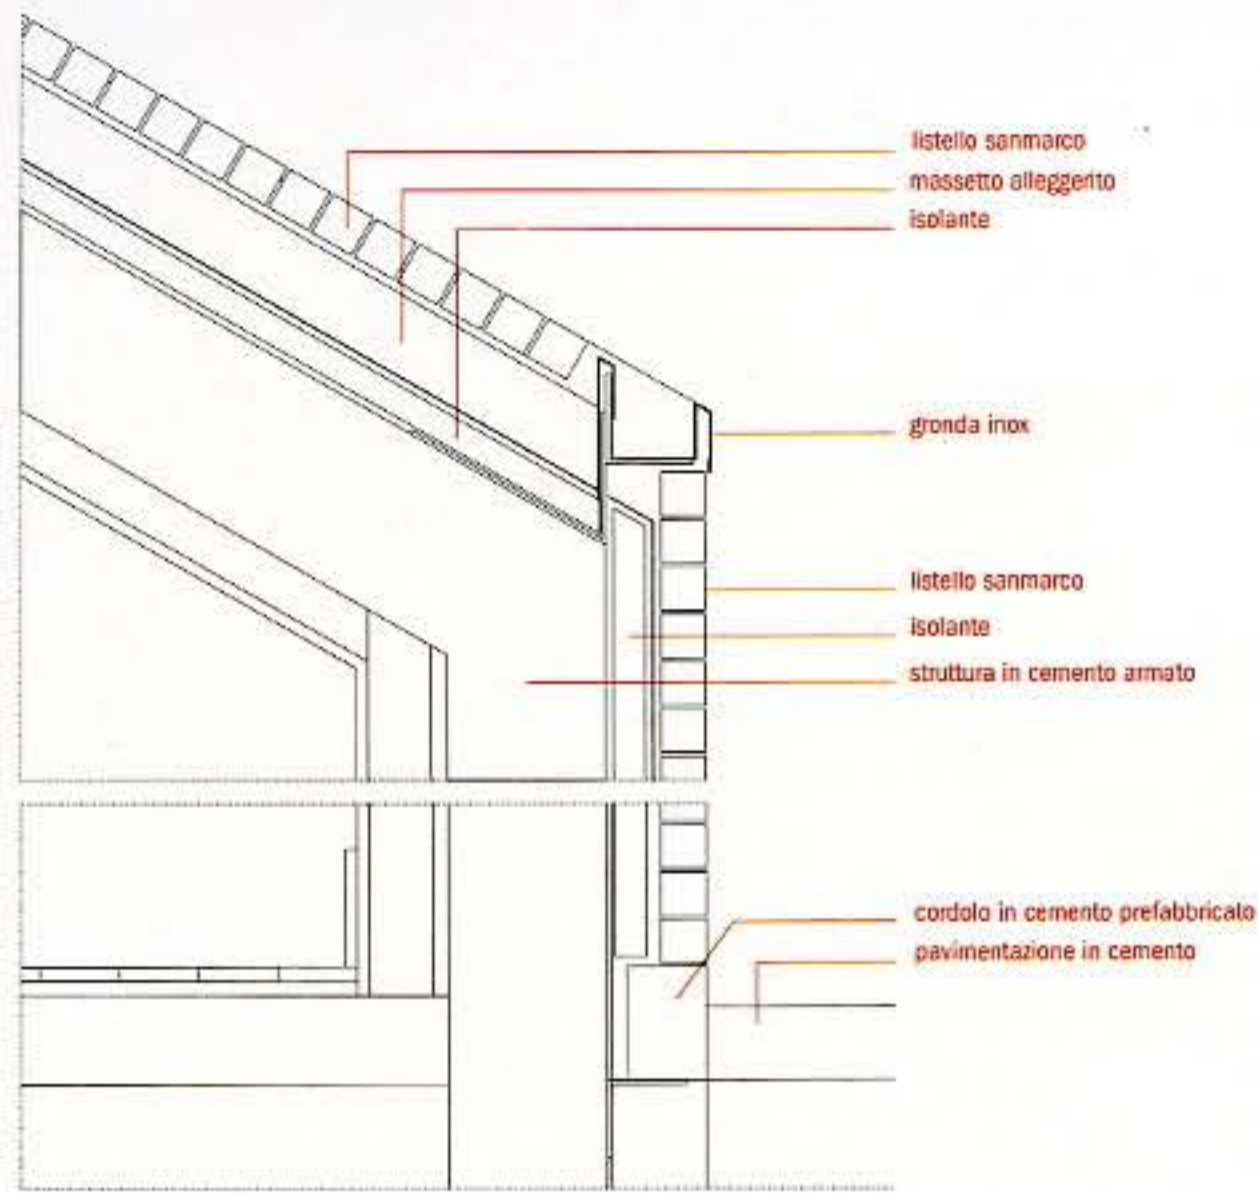 listello sanmarco
massetto alleggerito
isolante
gronda inox
listello sanmarco
isolante
struttura in cemento armato
cordolo in cemento prefabbricato
pavimentazione in cemento